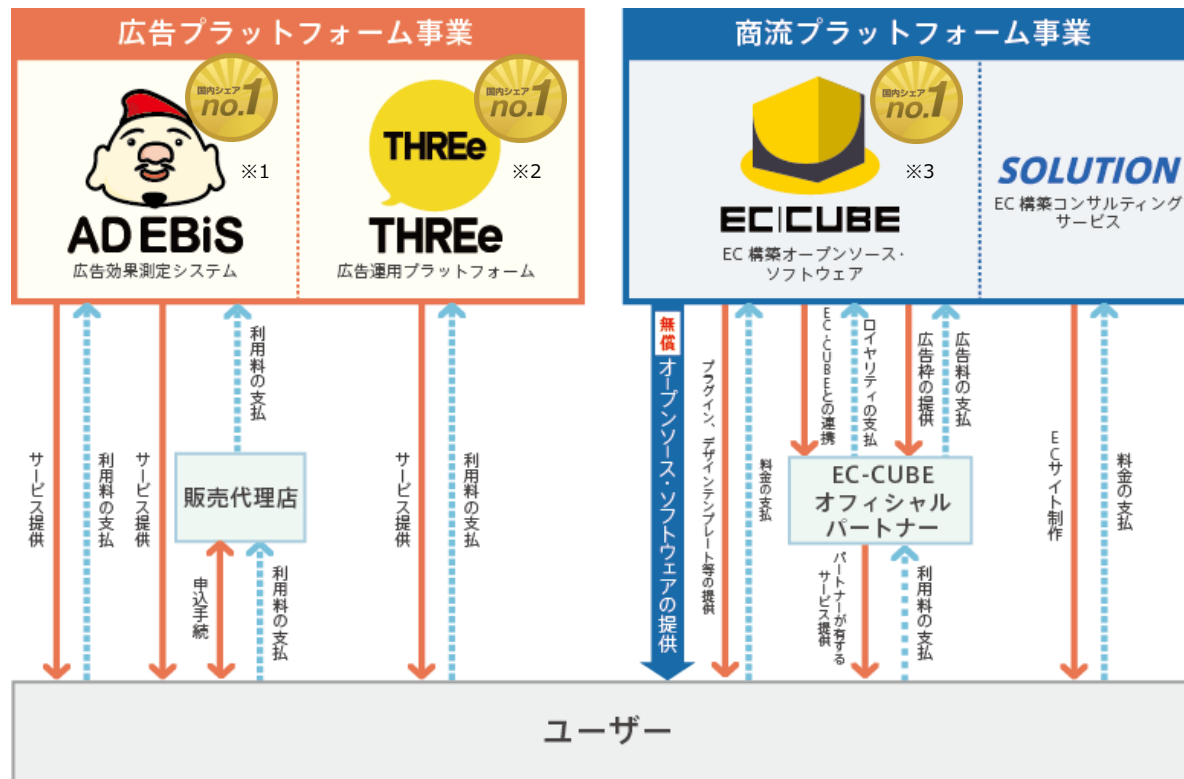 広告プラットフォーム事業
国内シェア
no.1
※1
AD EBiS
広告効果測定システム
国内シェア
no.1
THREe
※2
THREe
広告運用プラットフォーム
商流プラットフォーム事業
国内シェア
no.1
※3
EC CUBE
EC 構築オープンソース・
ソフトウェア
SOLUTION
EC 構築コンサルティング
サービス
サービス提供
利用料の支払
サービス提供
利用料の支払
販売代理店
申込手続
利用料の支払
サービス提供
利用料の支払
無償
オープンソース・ソフトウェアの提供
プラグイン、デザインテンプレート等の提供
料金の支払
EC-CUBEとの連携
ロイヤリティの支払
広告枠の提供
広告料の支払
EC-CUBE
オフィシャル
パートナー
パートナーが有する
サービス提供
利用料の支払
ECサイト制作
料金の支払
ユーザー